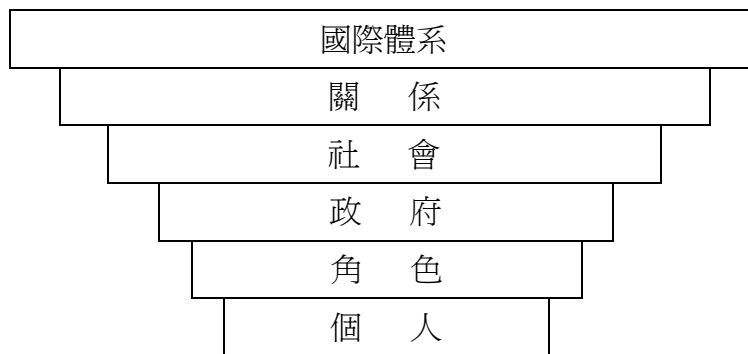 國際體系
關 係
社 會
政 府
角 色
個 人